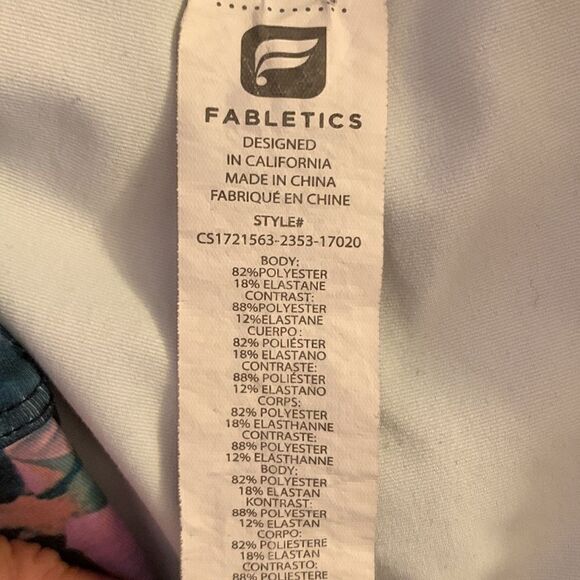 FABLETICS
DESIGNED
IN CALIFORNIA
MADE IN CHINA
FABRIQUÉ EN CHINE
STYLE#
CS1721563-2353-17020
BODY:
82%POLYESTER
18% ELASTANE
CONTRAST:
88%POLYESTER
12%ELASTANE
CUERPO:
82% POLIÉSTER
18% ELASTANO
CONTRASTE:
88% POLIÉSTER
12% ELASTANO
CORPS:
82% POLYESTER
18% ELASTHANNE
CONTRASTE:
88% POLYESTER
12% ELASTHANNE
BODY:
82% POLYESTER
18% ELASTAN
KONTRAST:
88% POLYESTER
12% ELASTAN
CORPO:
82% POLIESTERE
18% ELASTAN
CONTRASTO:
88% POLIESTERE